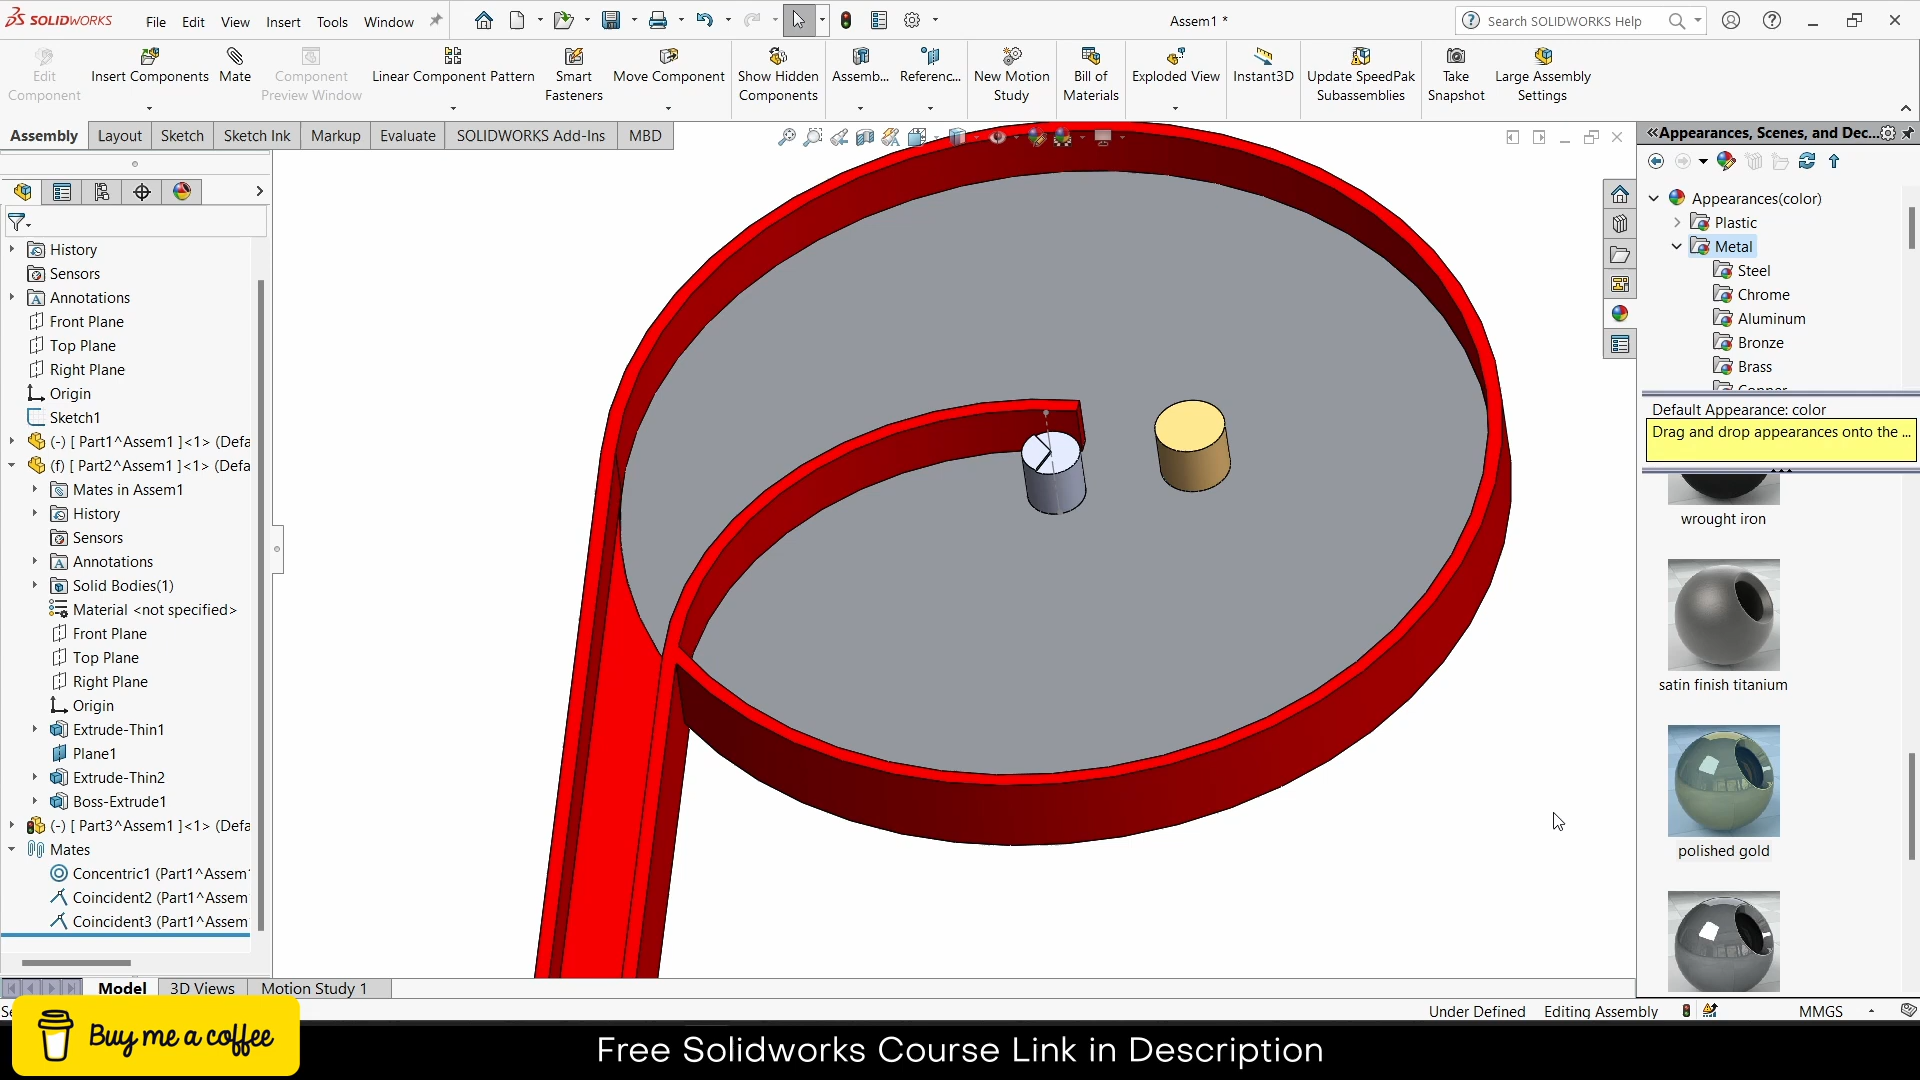 SOLIDWORKS
File Edit View Insert Tools Window
Assem1 *
Search SOLIDWORKS Help
Edit Component
Insert Components
Mate
Component Preview Window
Linear Component Pattern
Smart Fasteners
Move Component
Show Hidden Components
Assemb...
Referenc...
New Motion Study
Bill of Materials
Exploded View
Instant3D
Update SpeedPak Subassemblies
Take Snapshot
Large Assembly Settings
Assembly Layout Sketch Sketch Ink Markup Evaluate SOLIDWORKS Add-Ins MBD
History
Sensors
Annotations
Front Plane
Top Plane
Right Plane
Origin
Sketch1
(-) [ Part1^Assem1 ]<1> (Defa
(f) [ Part2^Assem1 ]<1> (Defa
Mates in Assem1
History
Sensors
Annotations
Solid Bodies(1)
Material <not specified>
Front Plane
Top Plane
Right Plane
Origin
Extrude-Thin1
Plane1
Extrude-Thin2
Boss-Extrude1
(-) [ Part3^Assem1 ]<1> (Defa
Mates
Concentric1 (Part1^Assem1
Coincident2 (Part1^Assem
Coincident3 (Part1^Assem
«Appearances, Scenes, and Dec...
Appearances(color)
Plastic
Metal
Steel
Chrome
Aluminum
Bronze
Brass
Default Appearance: color
Drag and drop appearances onto the ...
wrought iron
satin finish titanium
polished gold
Model 3D Views Motion Study 1
Under Defined Editing Assembly MMGS
Buy me a coffee
Free Solidworks Course Link in Description